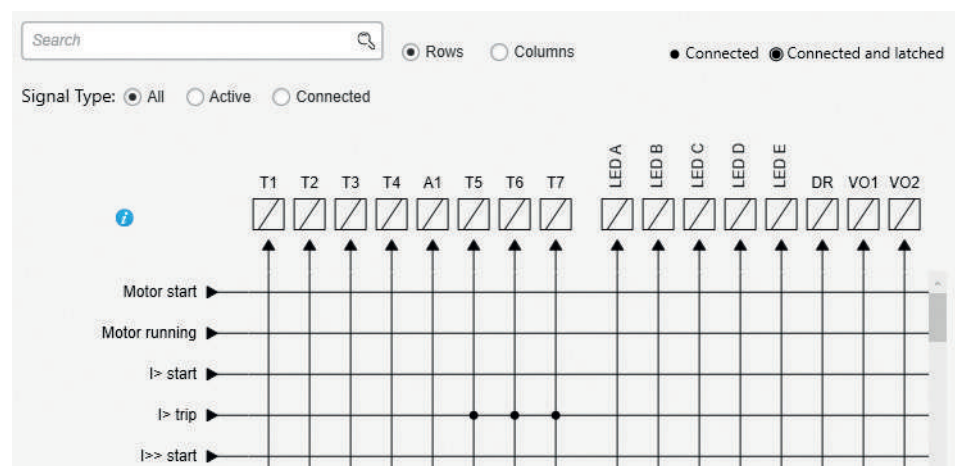 Search
Rows Columns
Connected Connected and latched
Signal Type: All Active Connected
T1 T2 T3 T4 A1 T5 T6 T7 LED A LED B LED C LED D LED E DR VO1 VO2
i
Motor start
Motor running
I> start
I> trip
I>> start